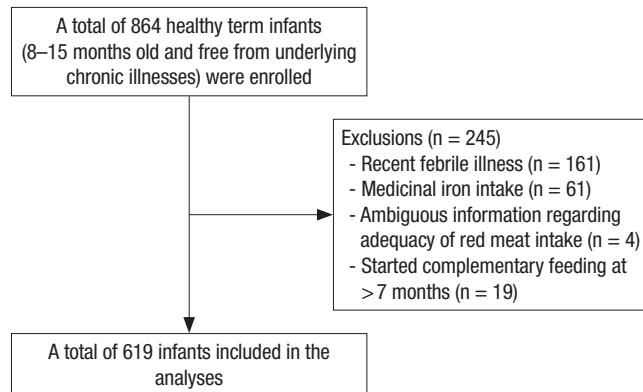 A total of 864 healthy term infants
(8–15 months old and free from underlying
chronic illnesses) were enrolled
Exclusions (n = 245)
- Recent febrile illness (n = 161)
- Medicinal iron intake (n = 61)
- Ambiguous information regarding
adequacy of red meat intake (n = 4)
- Started complementary feeding at
> 7 months (n = 19)
A total of 619 infants included in the
analyses